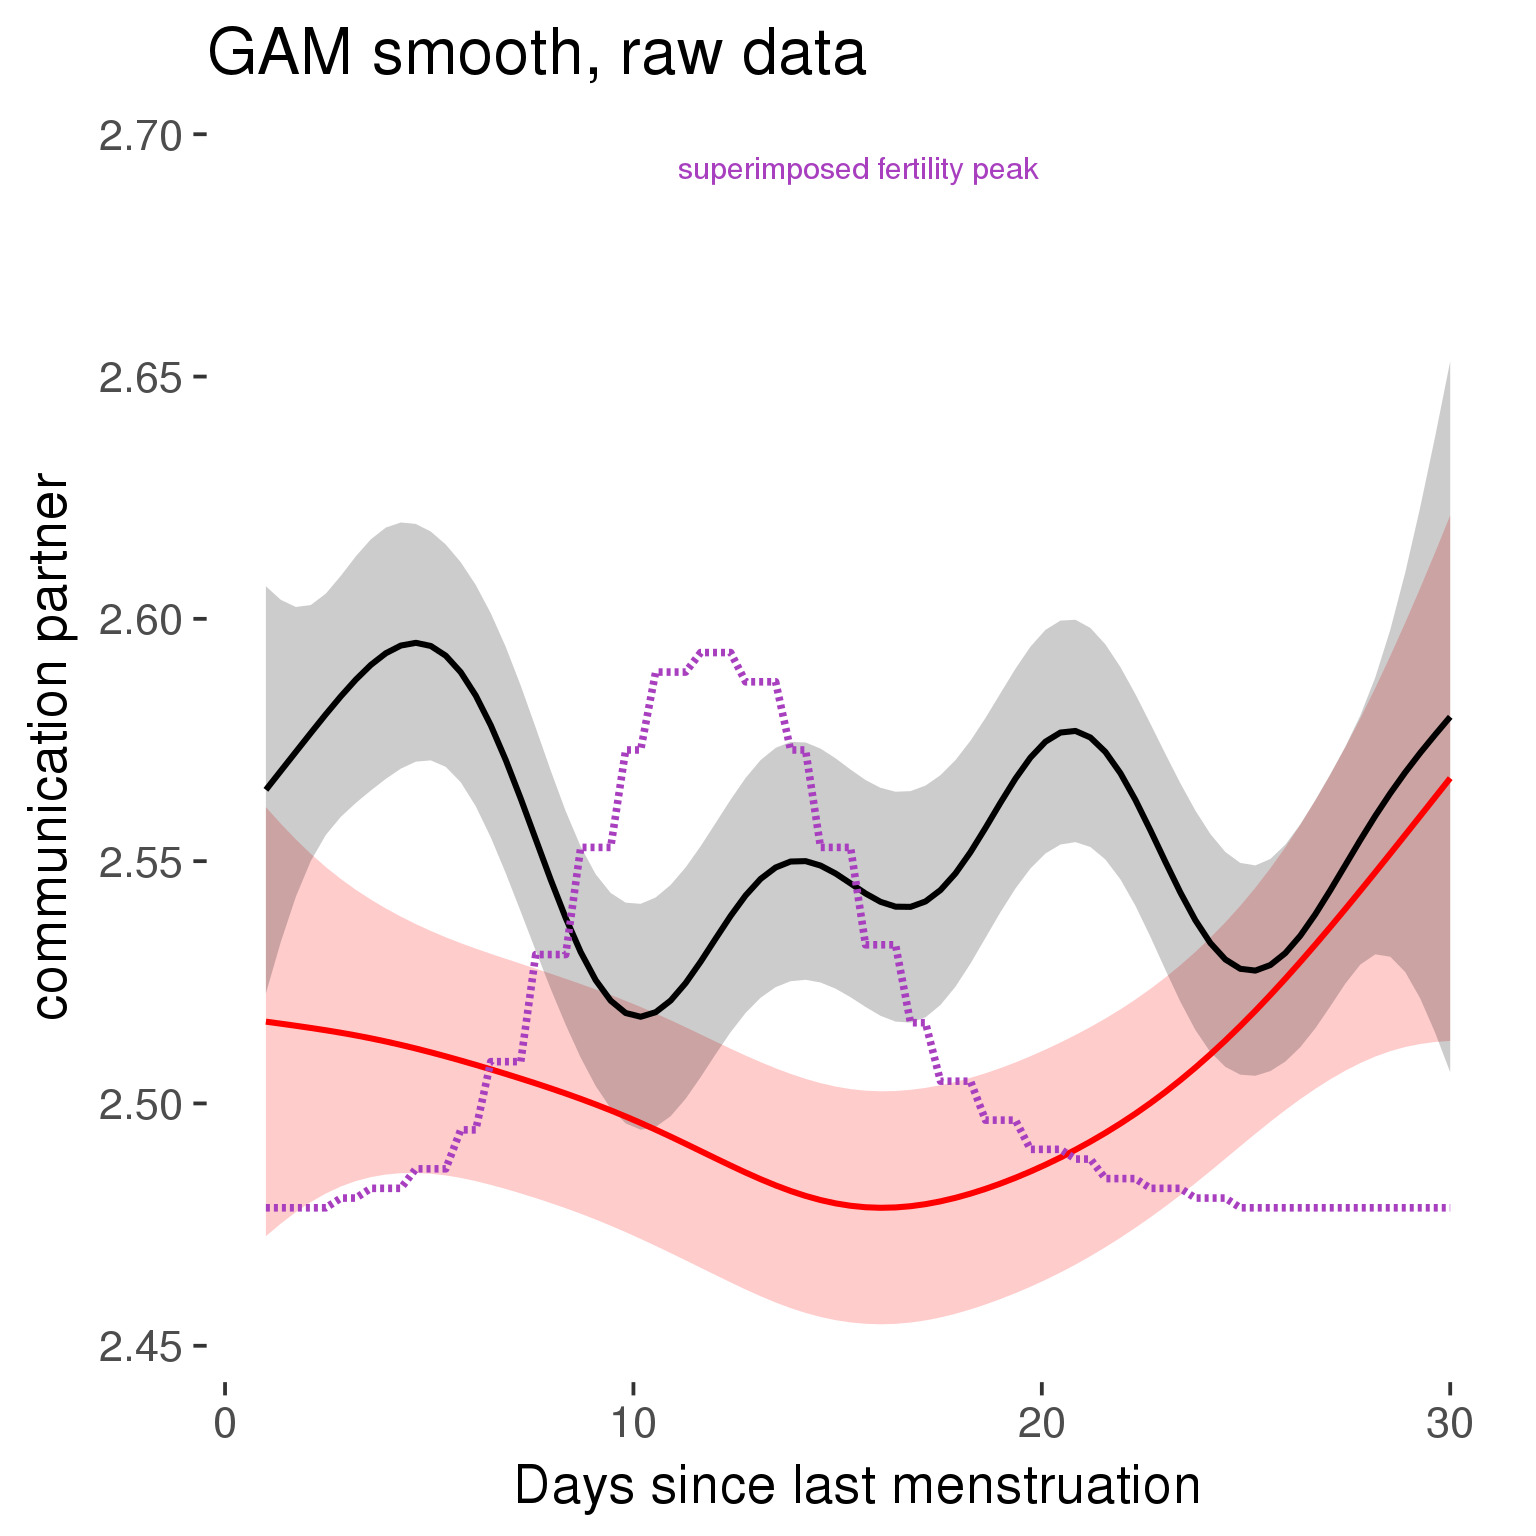 GAM smooth, raw data
superimposed fertility peak
communication partner
2.70
2.65
2.60
2.55
2.50
2.45
0 10 20 30
Days since last menstruation